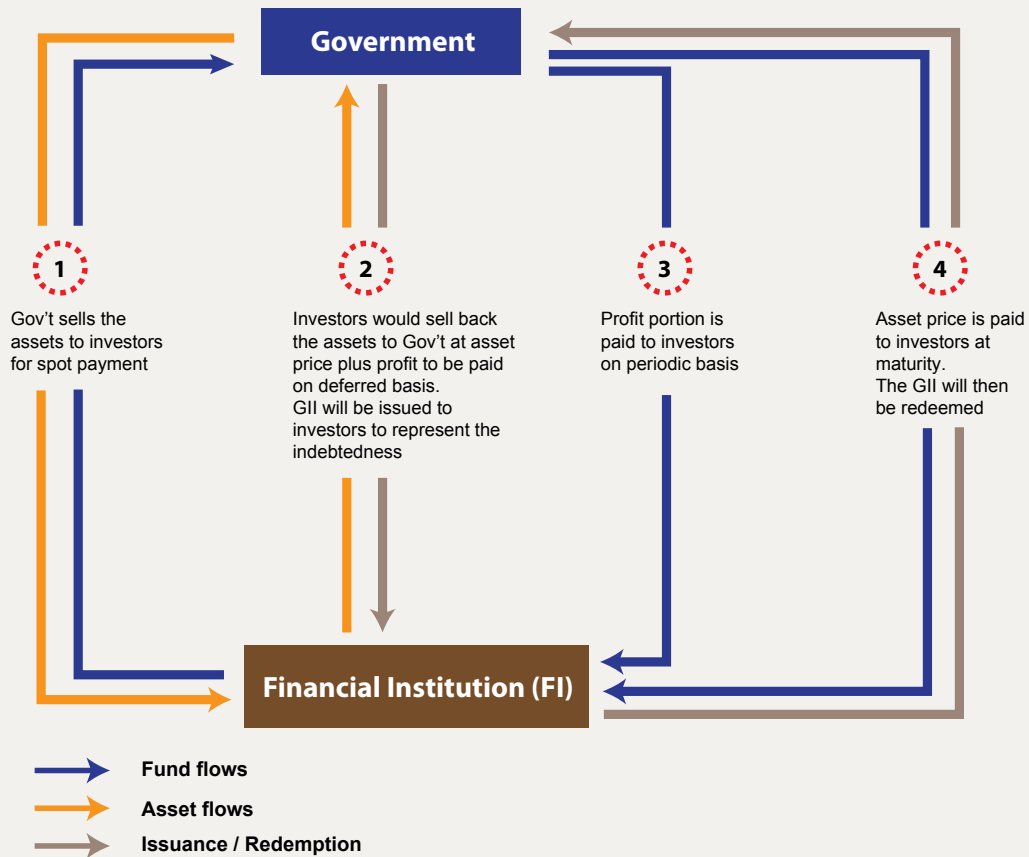 Government
1
Gov't sells the
assets to investors
for spot payment
2
Investors would sell back
the assets to Gov't at asset
price plus profit to be paid
on deferred basis.
GII will be issued to
investors to represent the
indebtedness
3
Profit portion is
paid to investors
on periodic basis
4
Asset price is paid
to investors at
maturity.
The GII will then
be redeemed
Financial Institution (FI)
Fund flows
Asset flows
Issuance / Redemption